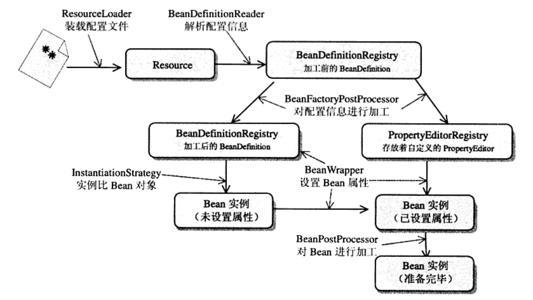 ResourceLoader
装载配置文件
BeanDefinitionReader
解析配置信息
**
Resource
BeanDefinitionRegistry
加工前的 BeanDefinition
BeanFactoryPostProcessor
对配置信息进行加工
BeanDefinitionRegistry
加工后的 BeanDefinition
PropertyEditorRegistry
存放着自定义的 PropertyEditor
InstantiationStrategy
实例比 Bean 对象
BeanWrapper
设置 Bean 属性
Bean 实例
(未设置属性)
Bean 实例
(已设置属性)
BeanPostProcessor
对 Bean 进行加工
Bean 实例
(准备完毕)